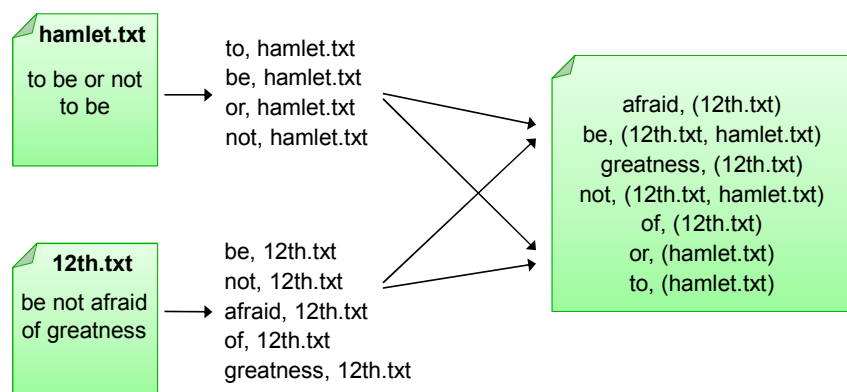 hamlet.txt
to be or not
to be
to, hamlet.txt
be, hamlet.txt
or, hamlet.txt
not, hamlet.txt
12th.txt
be not afraid
of greatness
be, 12th.txt
not, 12th.txt
afraid, 12th.txt
of, 12th.txt
greatness, 12th.txt
afraid, (12th.txt)
be, (12th.txt, hamlet.txt)
greatness, (12th.txt)
not, (12th.txt, hamlet.txt)
of, (12th.txt)
or, (hamlet.txt)
to, (hamlet.txt)